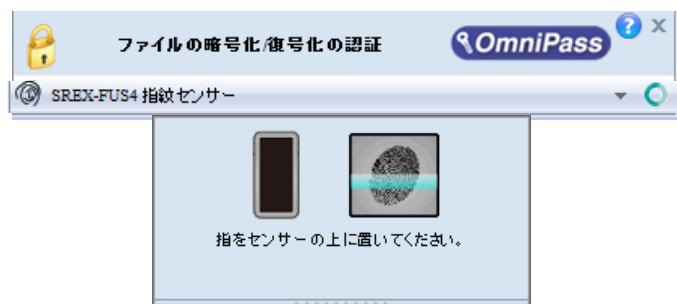 ファイルの暗号化/復号化の認証
OmniPass
?
x
SREX-FUS4 指紋センサー
指をセンサーの上に置いてください。